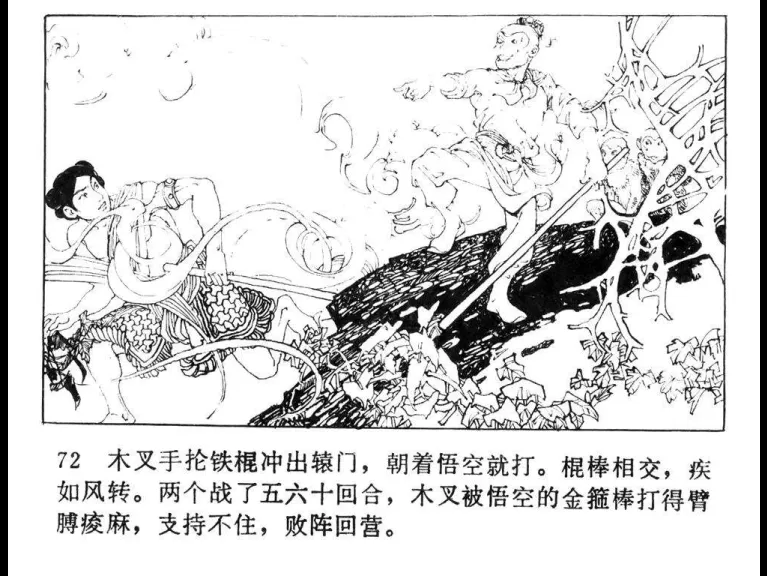 72 木叉手抡铁棍冲出辕门，朝着悟空就打。棍棒相交，疾
如风转。两个战了五六十回合，木叉被悟空的金箍棒打得臂
膊痠麻，支持不住，败阵回营。